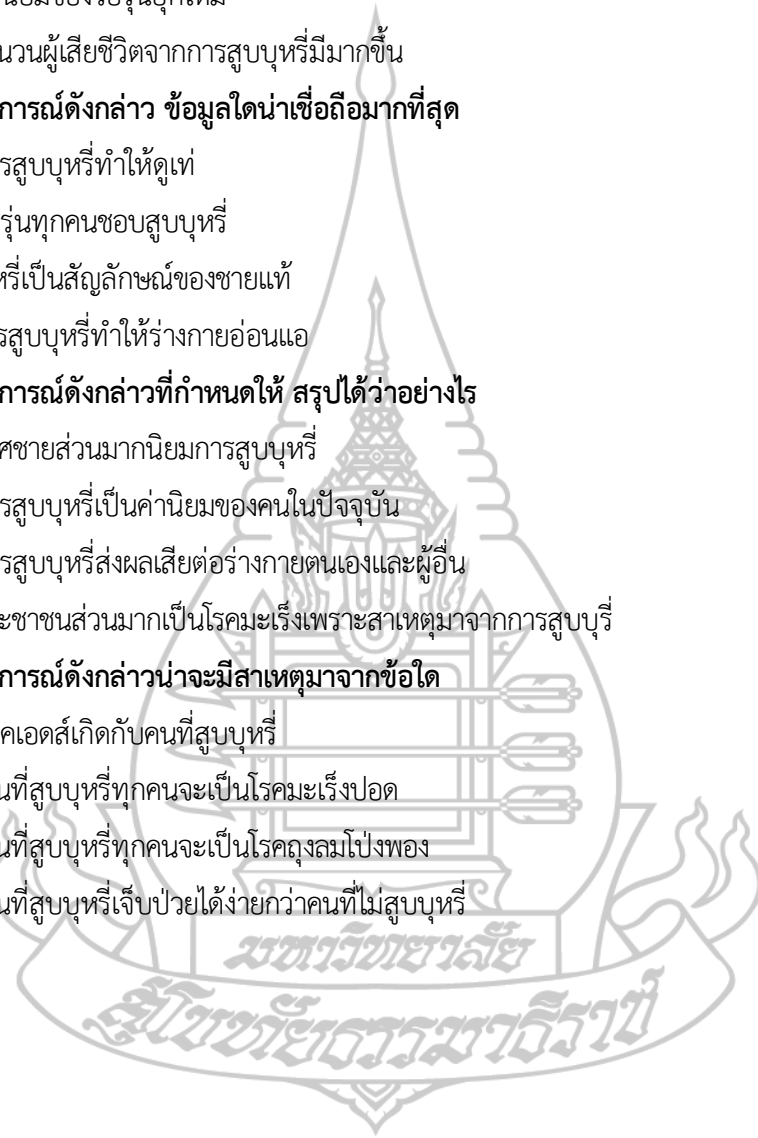 นวนผู้เสียชีวิตจากการสูบบุหรี่มีมากขึ้น
การณ์ดังกล่าว ข้อมูลใดน่าเชื่อถือมากที่สุด
รสูบบุหรี่ทำให้ดูเท่
รุ่นทุกคนชอบสูบบุหรี่
หรี่เป็นสัญลักษณ์ของชายแท้
รสูบบุหรี่ทำให้ร่างกายอ่อนแอ
การณ์ดังกล่าวที่กำหนดให้ สรุปได้ว่าอย่างไร
ศชายส่วนมากนิยมการสูบบุหรี่
รสูบบุหรี่เป็นค่านิยมของคนในปัจจุบัน
รสูบบุหรี่ส่งผลเสียต่อร่างกายตนเองและผู้อื่น
ะชาชนส่วนมากเป็นโรคมะเร็งเพราะสาเหตุมาจากการสูบบุรี่
การณ์ดังกล่าวน่าจะมีสาเหตุมาจากข้อใด
คเอดส์เกิดกับคนที่สูบบุหรี่
นที่สูบบุหรี่ทุกคนจะเป็นโรคมะเร็งปอด
นที่สูบบุหรี่ทุกคนจะเป็นโรคถุงลมโป่งพอง
นที่สูบบุหรี่เจ็บป่วยได้ง่ายกว่าคนที่ไม่สูบบุหรี่
มหาวิทยาลัย
สุโขทัยธรรมาธิราช